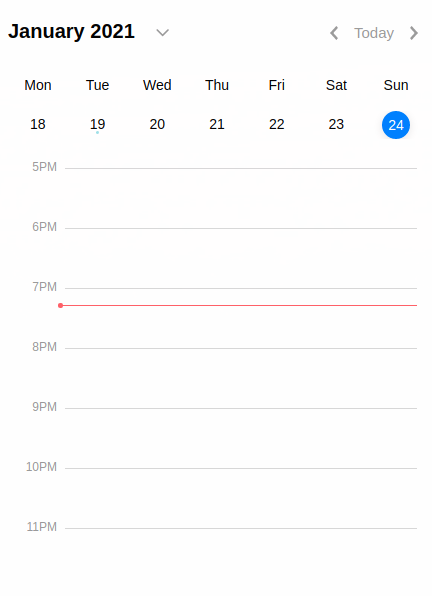 January 2021 Today
Mon Tue Wed Thu Fri Sat Sun
18 19 20 21 22 23 24
5PM
6PM
7PM
8PM
9PM
10PM
11PM